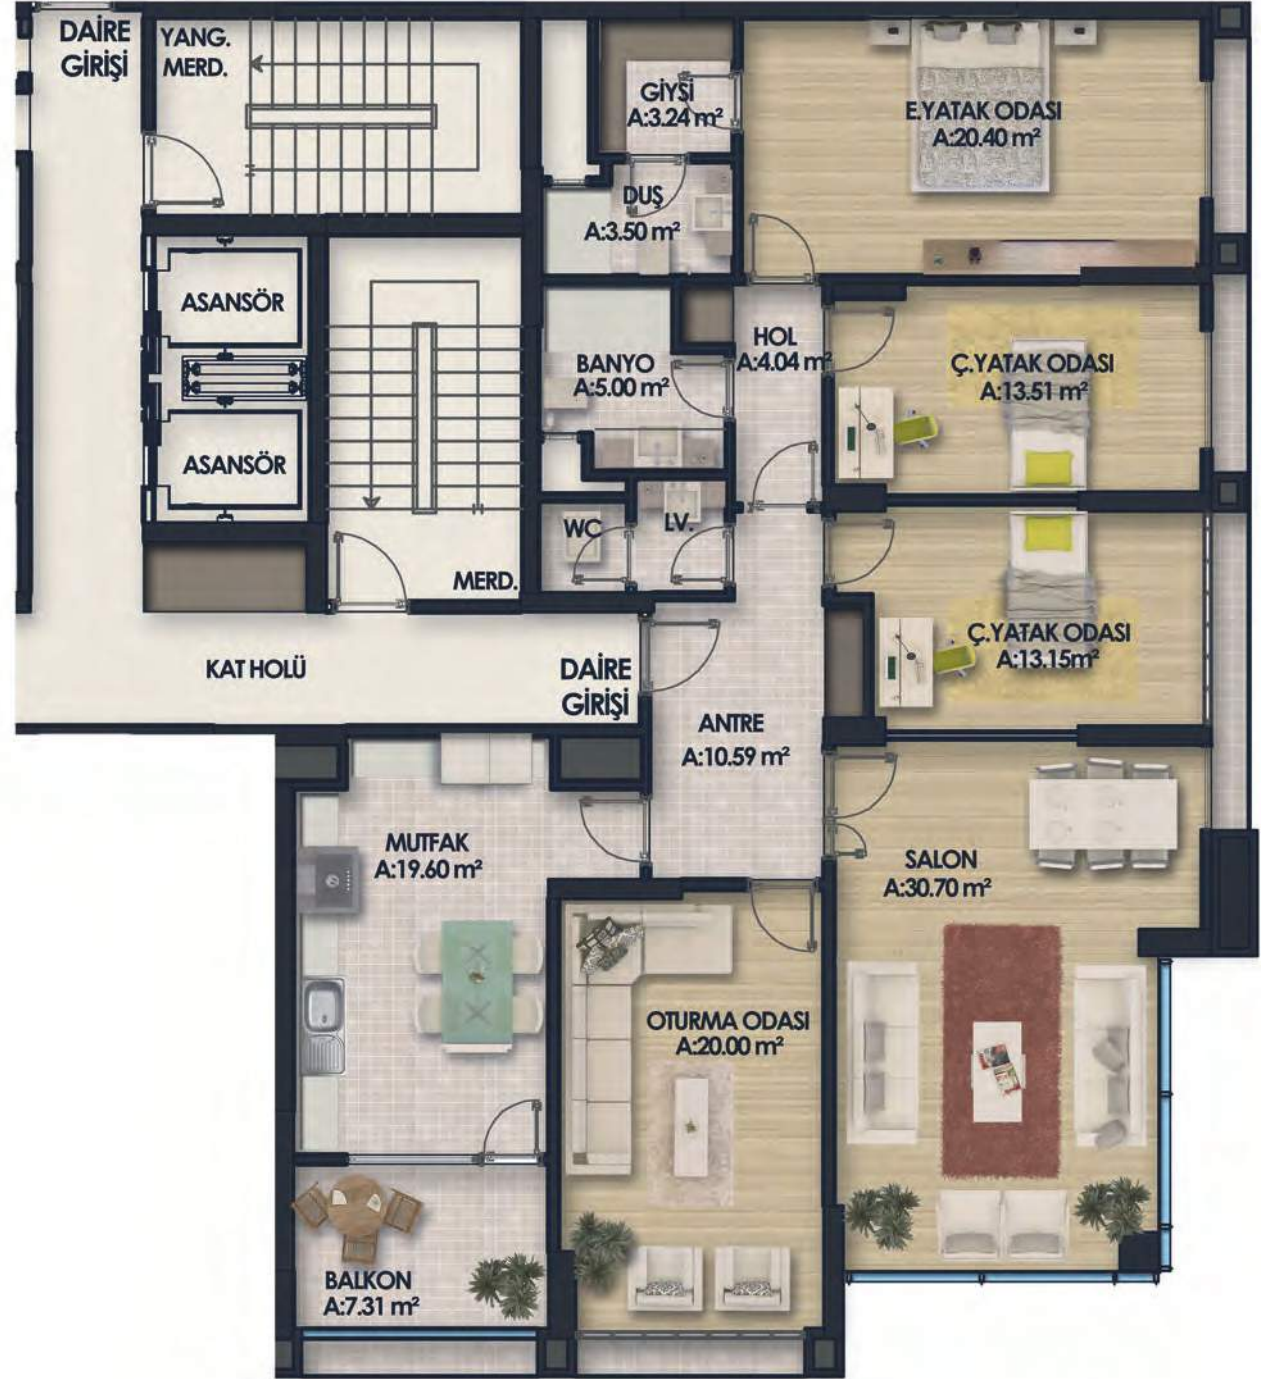 DAİRE
GİRİŞİ
YANG.
MERD.
GİYSİ
A:3.24 m²
E.YATAK ODASI
A:20.40 m²
DUŞ
A:3.50 m²
ASANSÖR
HOL
A:4.04 m²
BANYO
A:5.00 m²
Ç.YATAK ODASI
A:13.51 m²
ASANSÖR
WC
LV.
MERD.
Ç.YATAK ODASI
A:13.15m²
KAT HOLÜ
DAİRE
GİRİŞİ
ANTRE
A:10.59 m²
MUTFAK
A:19.60 m²
SALON
A:30.70 m²
OTURMA ODASI
A:20.00 m²
BALKON
A:7.31 m²